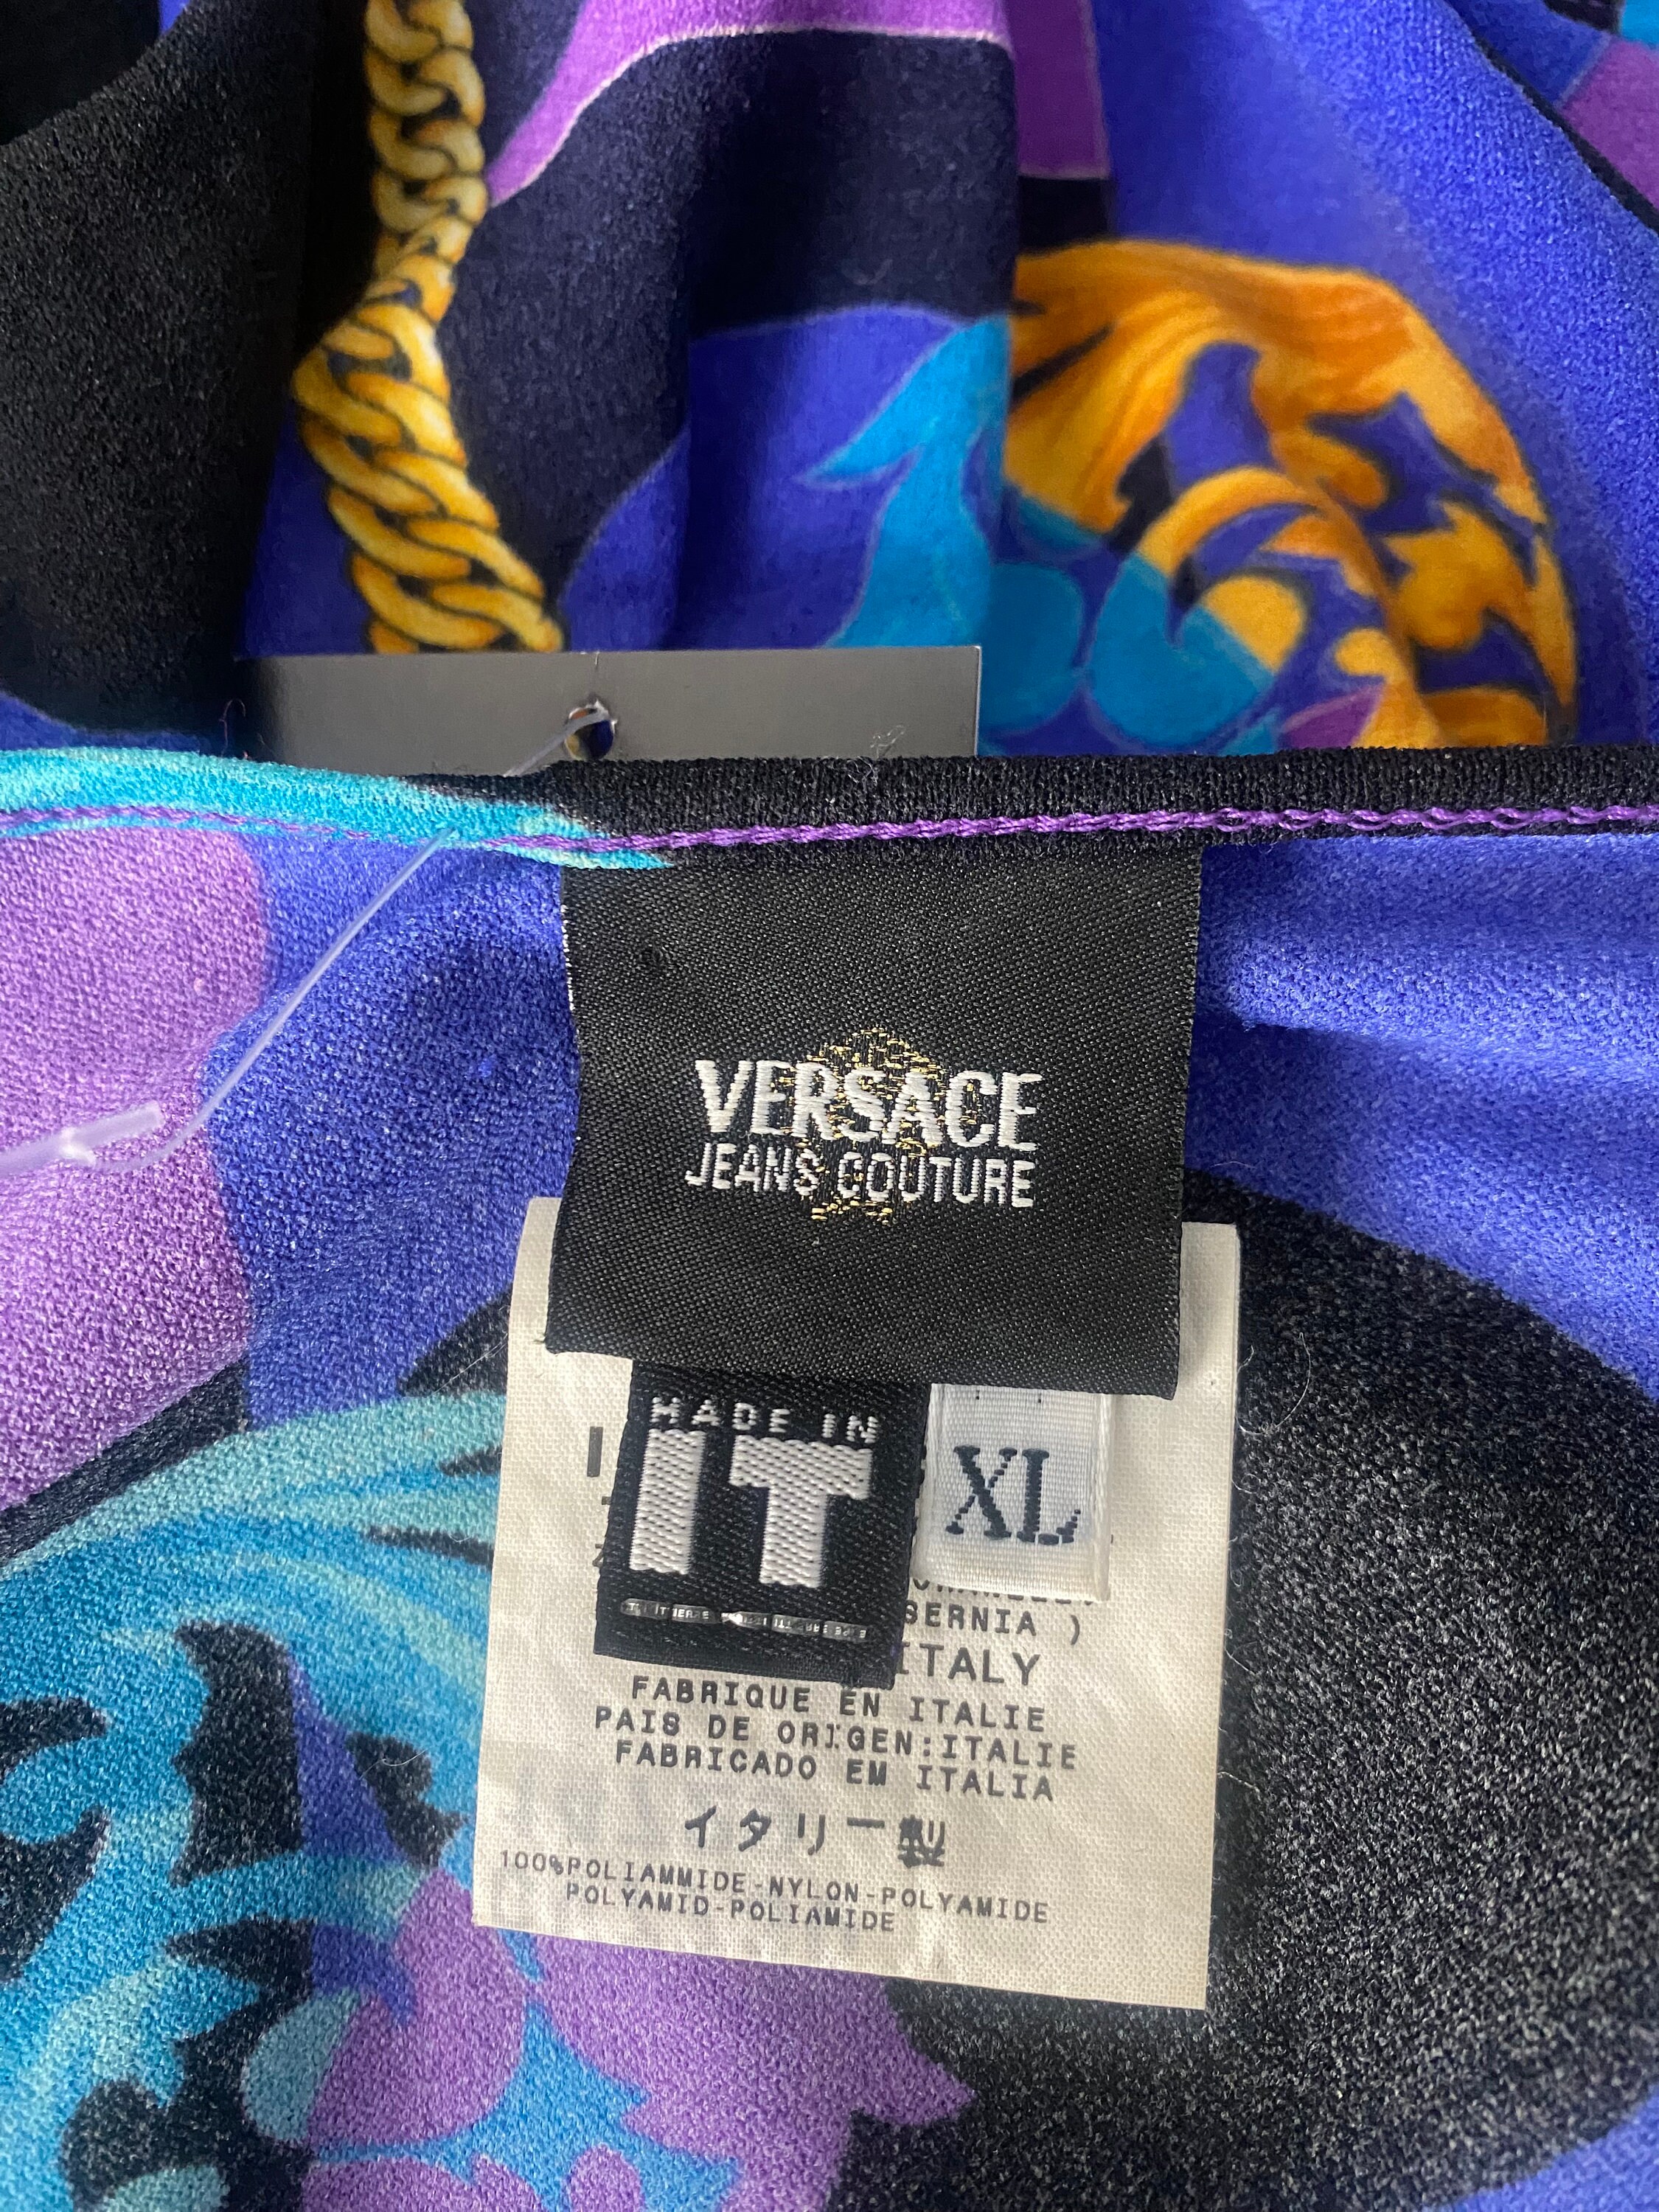 VERSACE
JEANS COUTURE
MADE IN
IT
XL
SERNIA )
ITALY
FABRIQUE EN ITALIE
PAIS DE ORIGEN:ITALIE
FABRICADO EM ITALIA
イタリー製
100%POLIAMMIDE-NYLON-POLYAMIDE
POLYAMID-POLIAMIDE